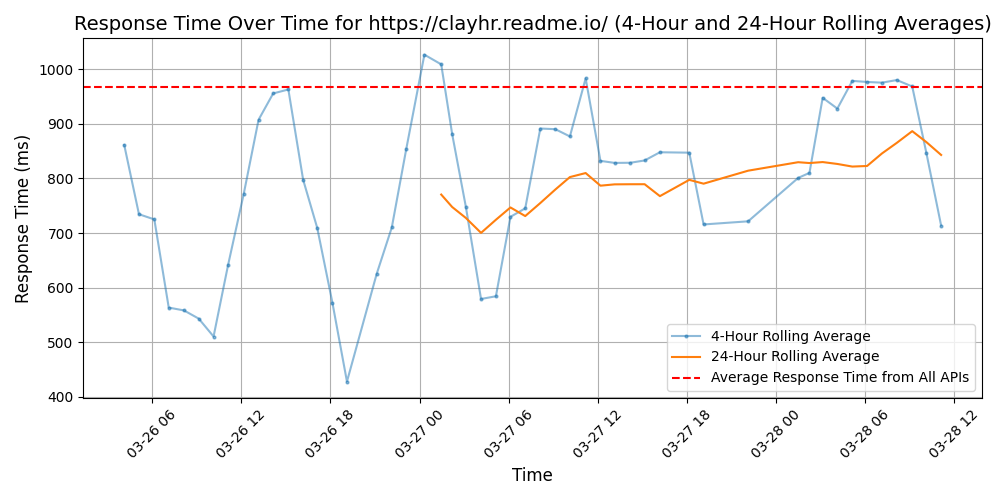 Response Time Over Time for https://clayhr.readme.io/ (4-Hour and 24-Hour Rolling Averages)
Response Time (ms)
1000
900
800
700
600
500
400
4-Hour Rolling Average
24-Hour Rolling Average
Average Response Time from All APIs
03-26 06
03-26 12
03-26 18
03-27 00
03-27 06
03-27 12
03-27 18
03-28 00
03-28 06
03-28 12
Time